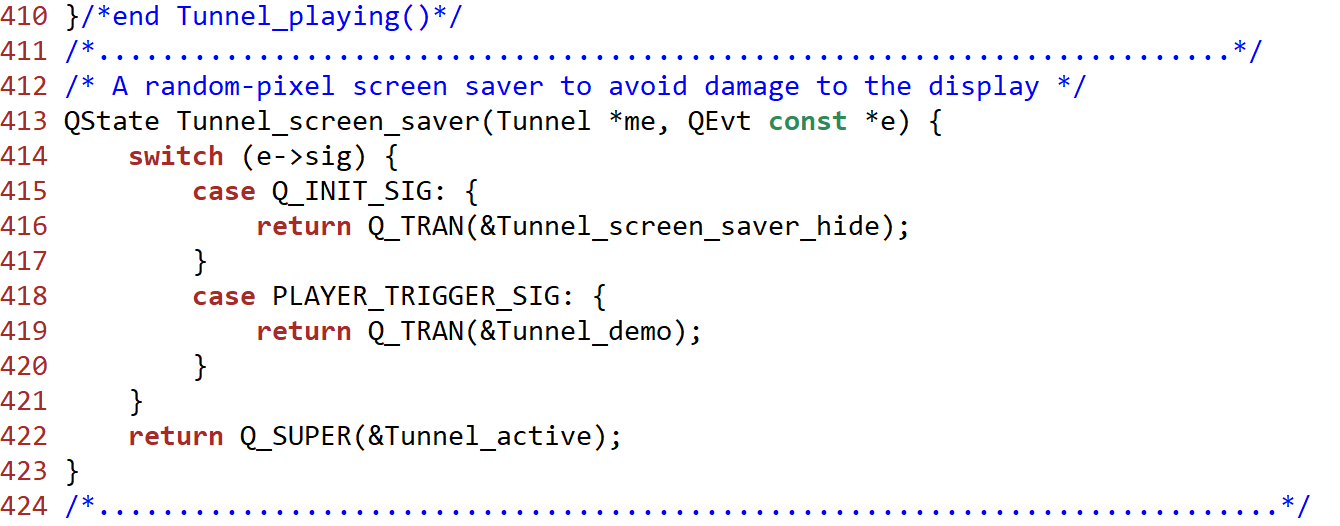 410 }/*end Tunnel_playing()*/
411 /*.......................................................................*/
412 /* A random-pixel screen saver to avoid damage to the display */
413 QState Tunnel_screen_saver(Tunnel *me, QEvt const *e) {
414     switch (e->sig) {
415         case Q_INIT_SIG: {
416             return Q_TRAN(&Tunnel_screen_saver_hide);
417         }
418         case PLAYER_TRIGGER_SIG: {
419             return Q_TRAN(&Tunnel_demo);
420         }
421     }
422     return Q_SUPER(&Tunnel_active);
423 }
424 /*..........................................................................*/